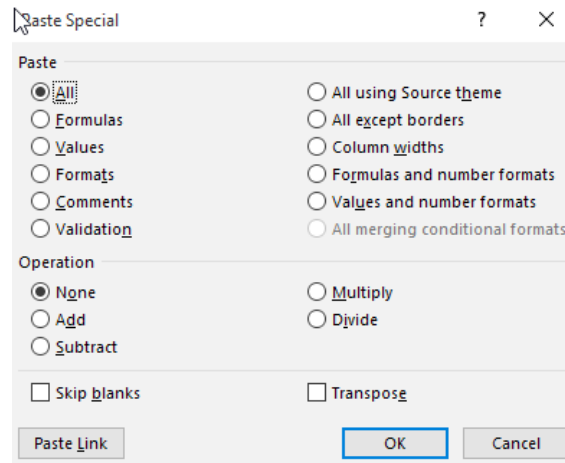 Paste Special ?
Paste
All
All using Source theme
Formulas
All except borders
Values
Column widths
Formats
Formulas and number formats
Comments
Values and number formats
Validation
All merging conditional formats
Operation
None
Multiply
Add
Divide
Subtract
Skip blanks
Transpose
Paste Link
OK
Cancel